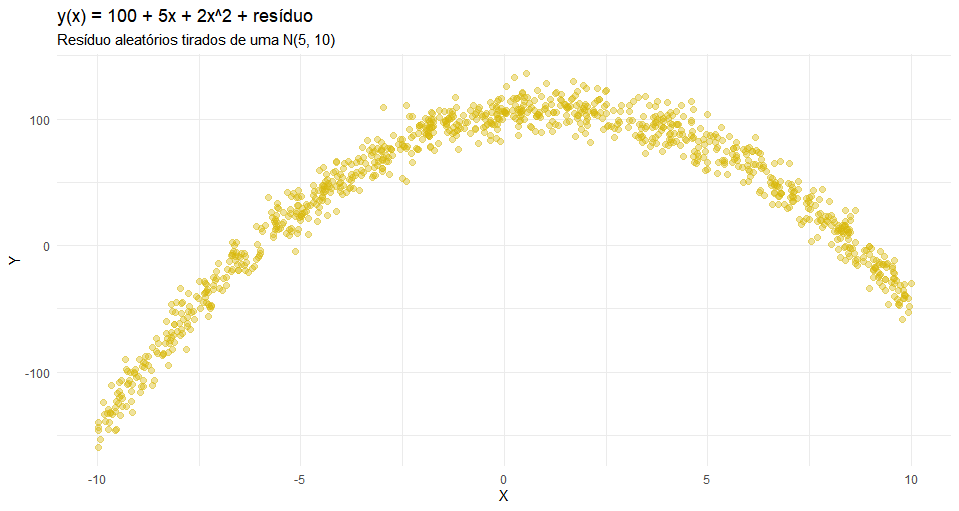 y(x) = 100 + 5x + 2x^2 + resíduo
Resíduo aleatórios tirados de uma N(5, 10)
100
0
-100
Y
-10 -5 0 5 10
X